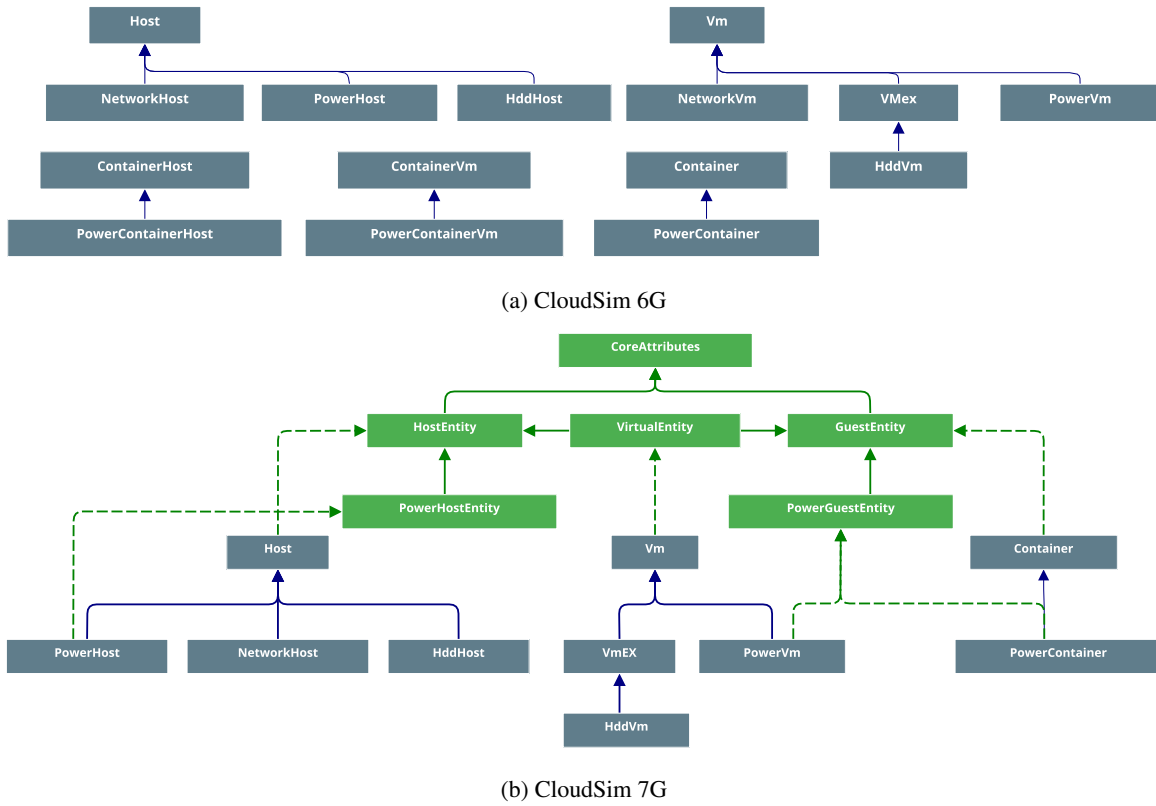 Host Vm
NetworkHost PowerHost HddHost NetworkVm VMex PowerVm
ContainerHost ContainerVm Container HddVm
PowerContainerHost PowerContainerVm PowerContainer
(a) CloudSim 6G
CoreAttributes
HostEntity VirtualEntity GuestEntity
PowerHostEntity PowerGuestEntity
Host Vm Container
PowerHost NetworkHost HddHost VmEX PowerVm PowerContainer
HddVm
(b) CloudSim 7G